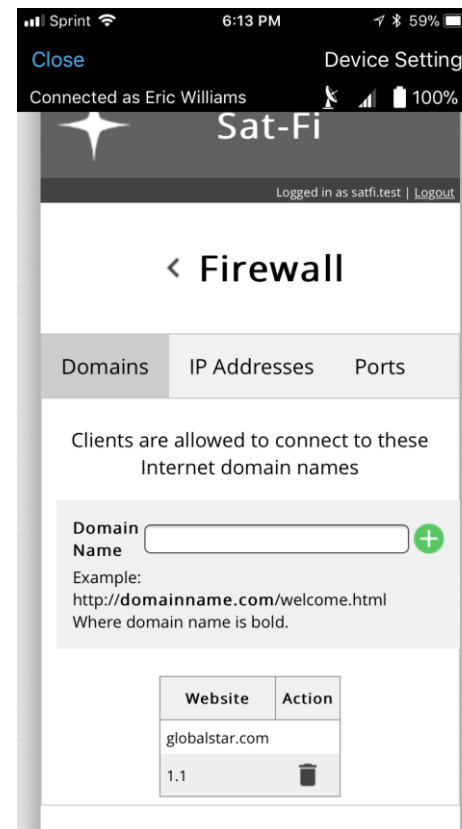 Sprint 6:13 PM 59%
Close Device Setting
Connected as Eric Williams 100%
Sat-Fi
Logged in as satfi.test | Logout
< Firewall
Domains IP Addresses Ports
Clients are allowed to connect to these
Internet domain names
Domain
Name
Example:
http://domainname.com/welcome.html
Where domain name is bold.
Website Action
globalstar.com
1.1